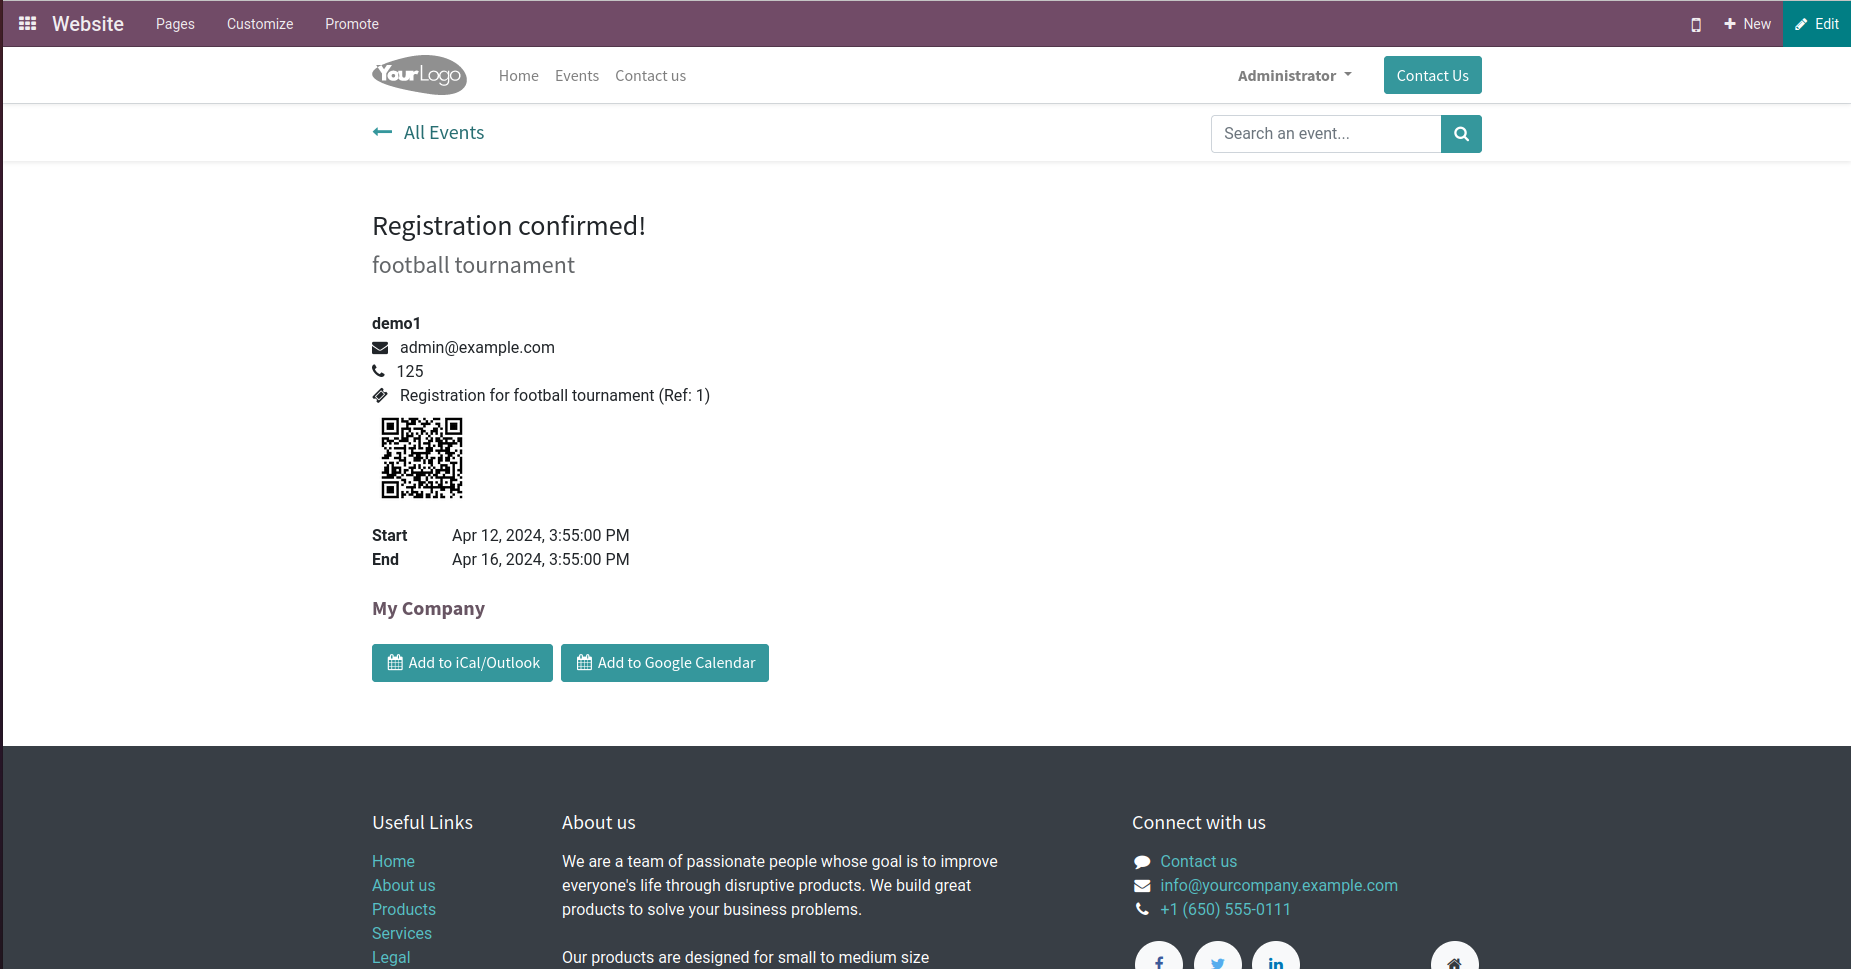 Website Pages Customize Promote New Edit
YourLogo Home Events Contact us Administrator Contact Us
All Events Search an event...
Registration confirmed!
football tournament
demo1
admin@example.com
125
Registration for football tournament (Ref: 1)
Start Apr 12, 2024, 3:55:00 PM
End Apr 16, 2024, 3:55:00 PM
My Company
Add to iCal/Outlook Add to Google Calendar
Useful Links
Home
About us
Products
Services
Legal
About us
We are a team of passionate people whose goal is to improve
everyone's life through disruptive products. We build great
products to solve your business problems.
Our products are designed for small to medium size
Connect with us
Contact us
info@yourcompany.example.com
+1 (650) 555-0111